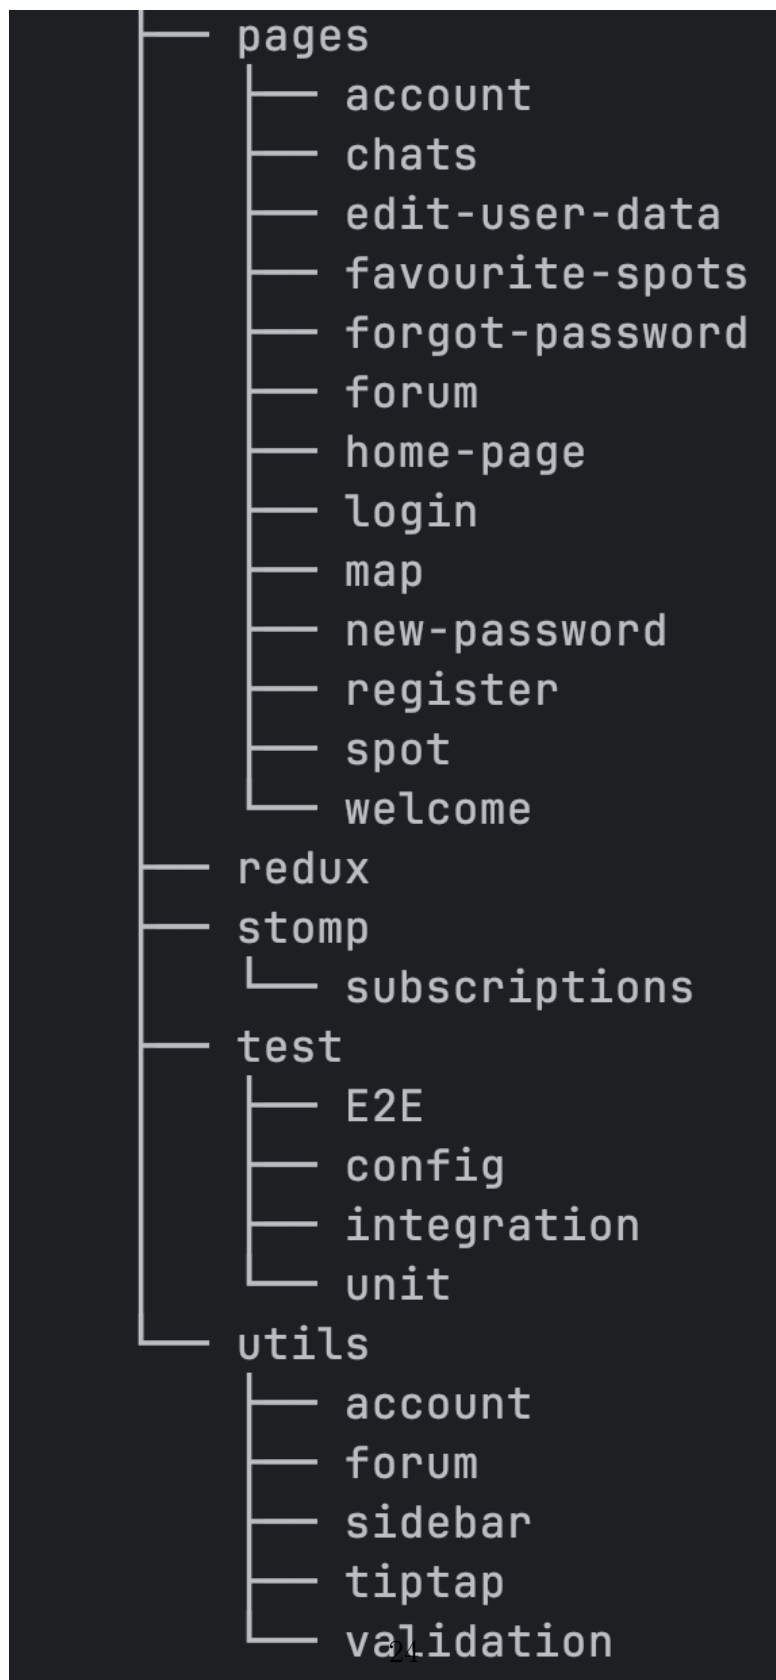 pages
account
chats
edit-user-data
favourite-spots
forgot-password
forum
home-page
login
map
new-password
register
spot
welcome
redux
stomp
subscriptions
test
E2E
config
integration
unit
utils
account
forum
sidebar
tiptap
validation
24